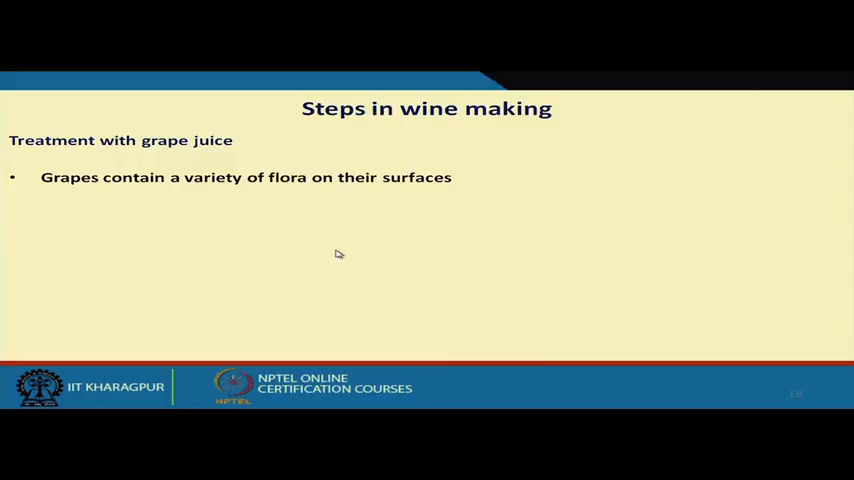 Steps in wine making
Treatment with grape juice
• Grapes contain a variety of flora on their surfaces
IIT KHARAGPUR
NPTEL
NPTEL ONLINE
CERTIFICATION COURSES